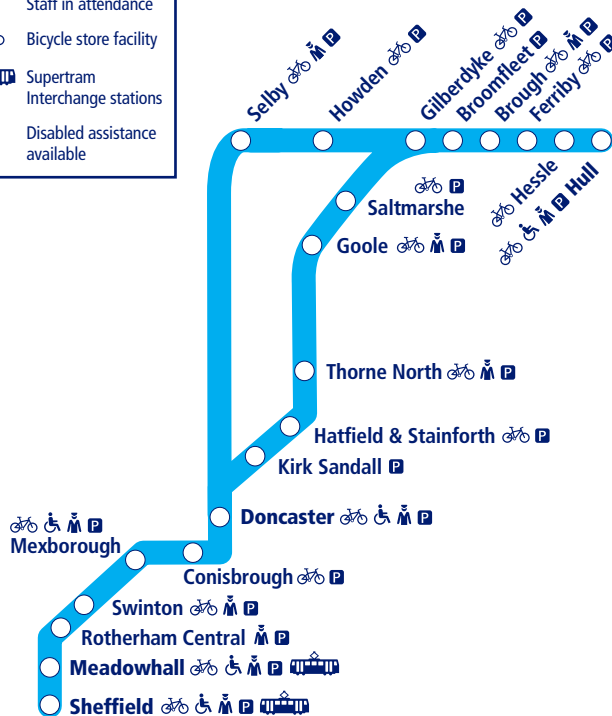 Staff in attendance
Bicycle store facility
Supertram
Interchange stations
Disabled assistance
available
Selby P
Howden P
Gilberdyke P
Broomfleet P
Brough P
Ferriby P
Hessle
P Hull
P
Saltmarshe
Goole P
Thorne North P
Hatfield & Stainforth P
Kirk Sandall P
Doncaster P
P
Mexborough
Conisbrough P
Swinton P
Rotherham Central P
Meadowhall P
Sheffield P